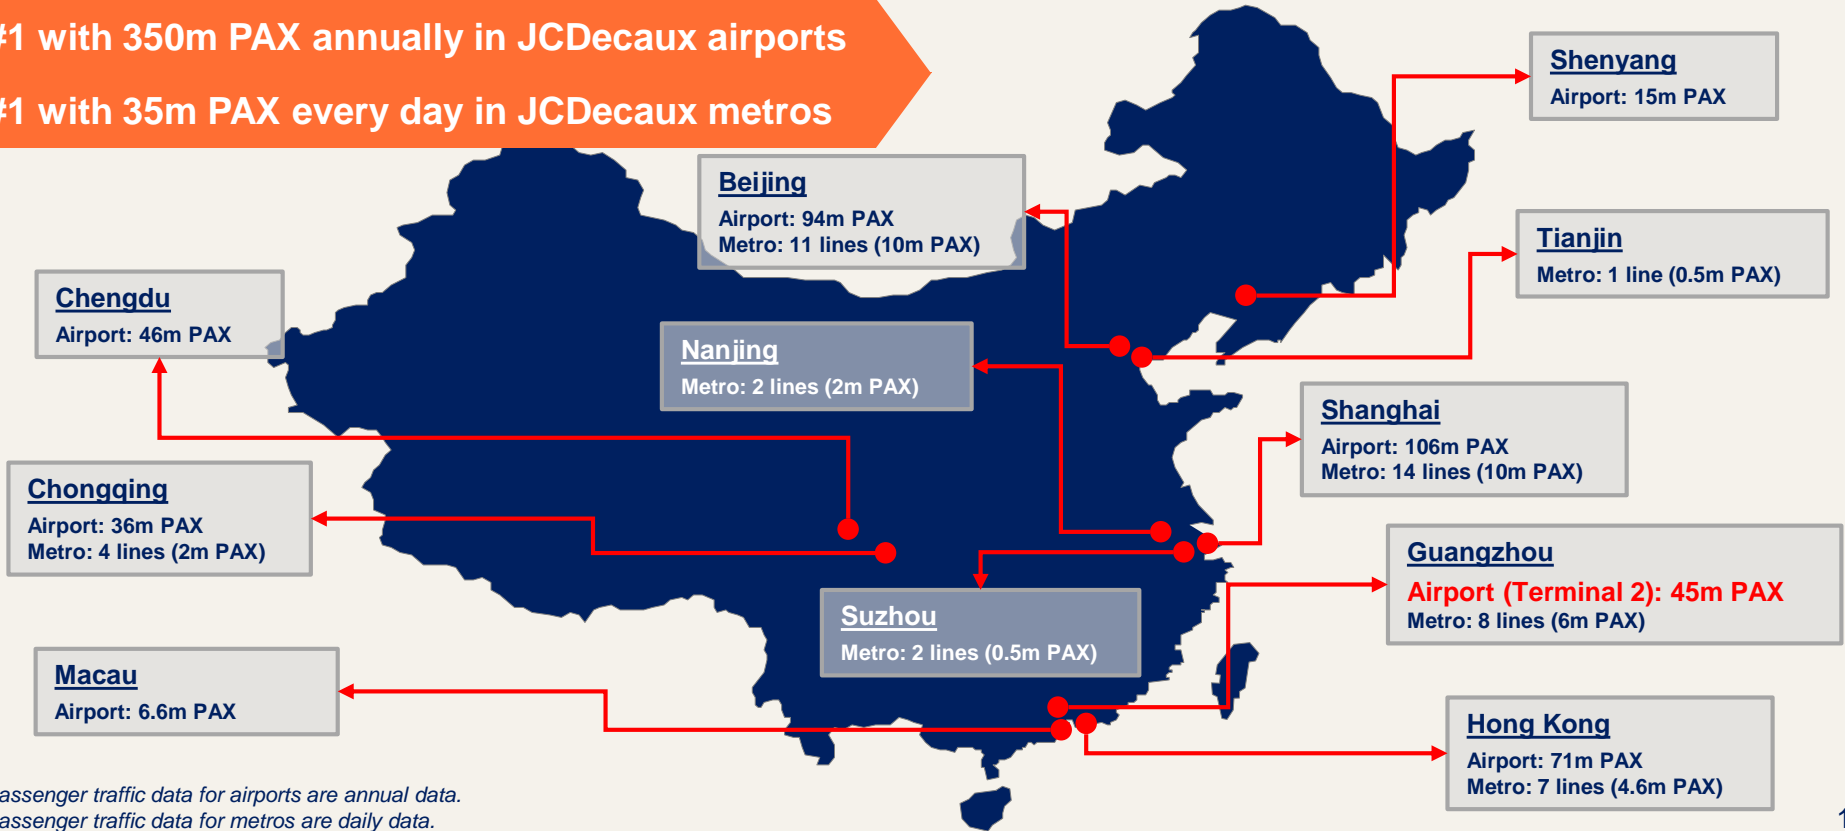 #1 with 350m PAX annually in JCDecaux airports
#1 with 35m PAX every day in JCDecaux metros
Shenyang
Airport: 15m PAX
Beijing
Airport: 94m PAX
Metro: 11 lines (10m PAX)
Tianjin
Metro: 1 line (0.5m PAX)
Chengdu
Airport: 46m PAX
Nanjing
Metro: 2 lines (2m PAX)
Shanghai
Airport: 106m PAX
Metro: 14 lines (10m PAX)
Chongqing
Airport: 36m PAX
Metro: 4 lines (2m PAX)
Guangzhou
Airport (Terminal 2): 45m PAX
Metro: 8 lines (6m PAX)
Suzhou
Metro: 2 lines (0.5m PAX)
Macau
Airport: 6.6m PAX
Hong Kong
Airport: 71m PAX
Metro: 7 lines (4.6m PAX)
assenger traffic data for airports are annual data.
assenger traffic data for metros are daily data.